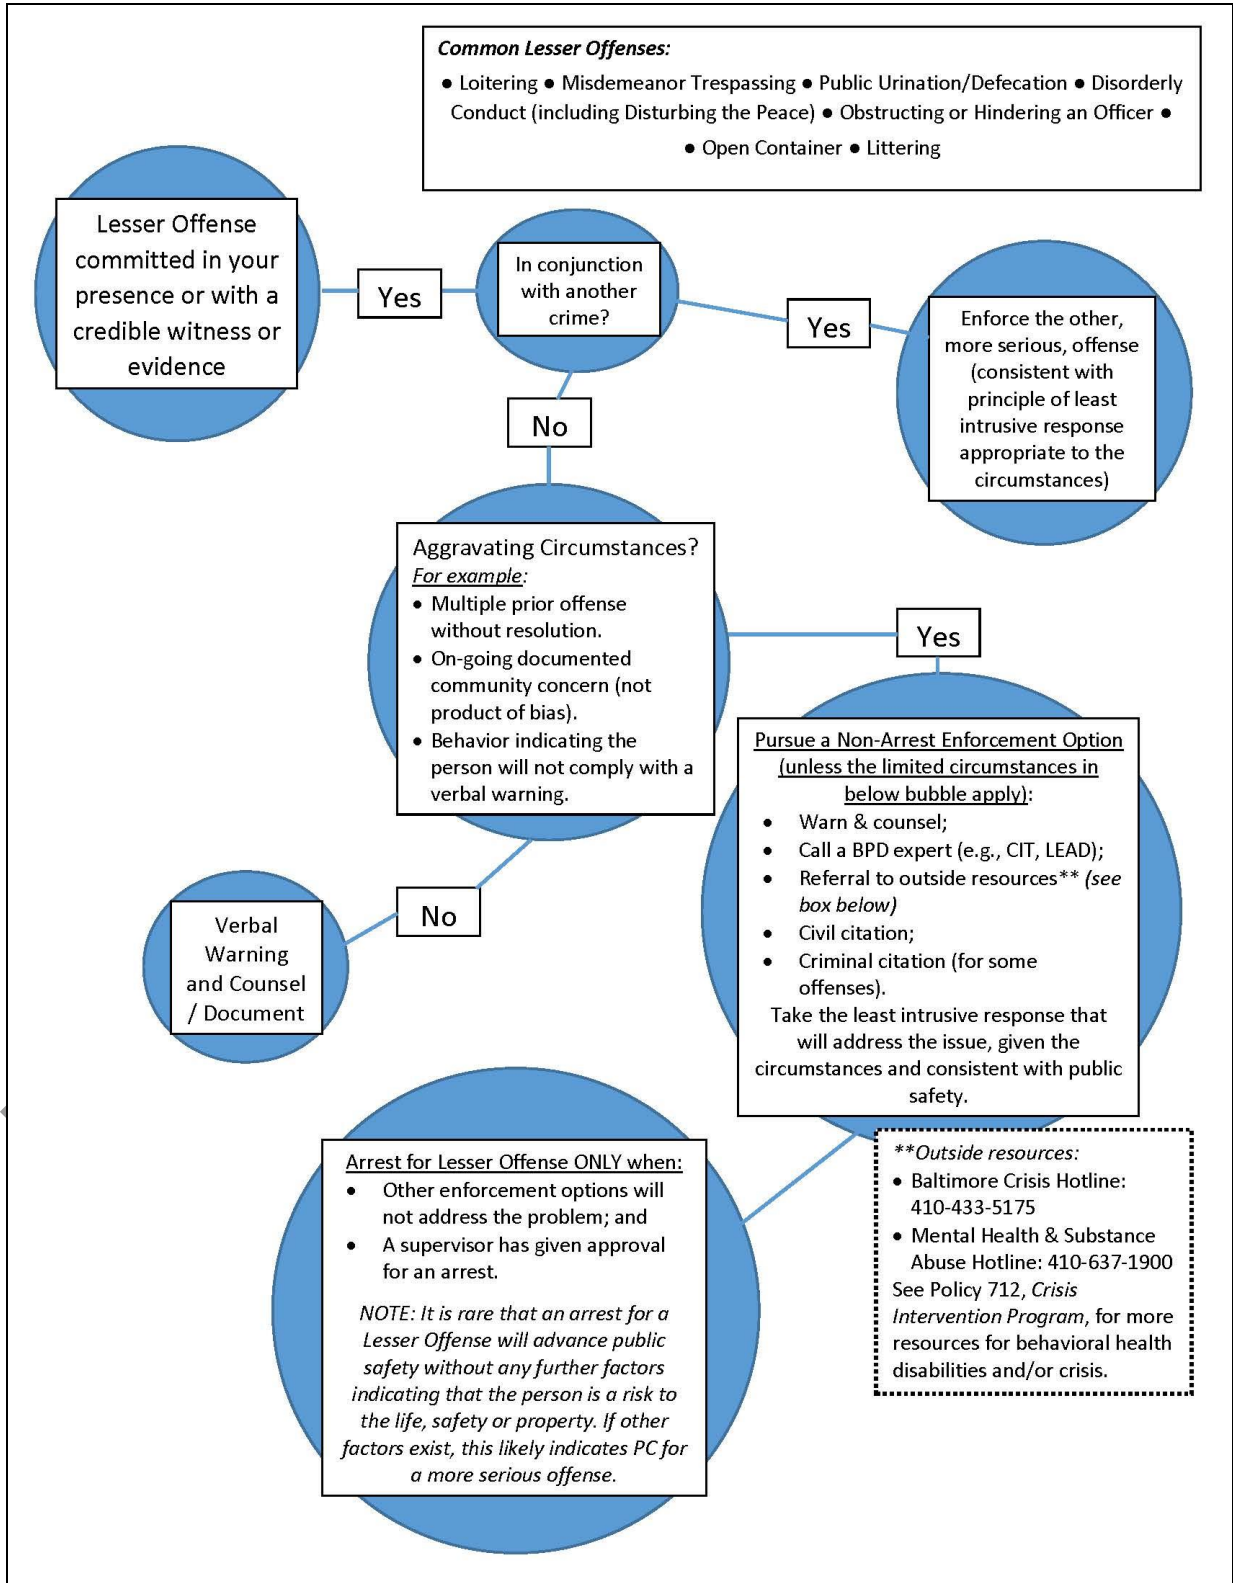 Common Lesser Offenses:
● Loitering ● Misdemeanor Trespassing ● Public Urination/Defecation ● Disorderly
Conduct (including Disturbing the Peace) ● Obstructing or Hindering an Officer ●
● Open Container ● Littering
Lesser Offense
committed in your
presence or with a
credible witness or
evidence
Yes
In conjunction
with another
crime?
Yes
Enforce the other,
more serious, offense
(consistent with
principle of least
intrusive response
appropriate to the
circumstances)
No
Aggravating Circumstances?
For example:
● Multiple prior offense
without resolution.
● On-going documented
community concern (not
product of bias).
● Behavior indicating the
person will not comply with a
verbal warning.
Yes
Pursue a Non-Arrest Enforcement Option
(unless the limited circumstances in
below bubble apply):
● Warn & counsel;
● Call a BPD expert (e.g., CIT, LEAD);
● Referral to outside resources** (see
box below)
● Civil citation;
● Criminal citation (for some
offenses).
Take the least intrusive response that
will address the issue, given the
circumstances and consistent with public
safety.
No
Verbal
Warning
and Counsel
/ Document
Arrest for Lesser Offense ONLY when:
● Other enforcement options will
not address the problem; and
● A supervisor has given approval
for an arrest.
NOTE: It is rare that an arrest for a
Lesser Offense will advance public
safety without any further factors
indicating that the person is a risk to
the life, safety or property. If other
factors exist, this likely indicates PC for
a more serious offense.
**Outside resources:
● Baltimore Crisis Hotline:
410-433-5175
● Mental Health & Substance
Abuse Hotline: 410-637-1900
See Policy 712, Crisis
Intervention Program, for more
resources for behavioral health
disabilities and/or crisis.